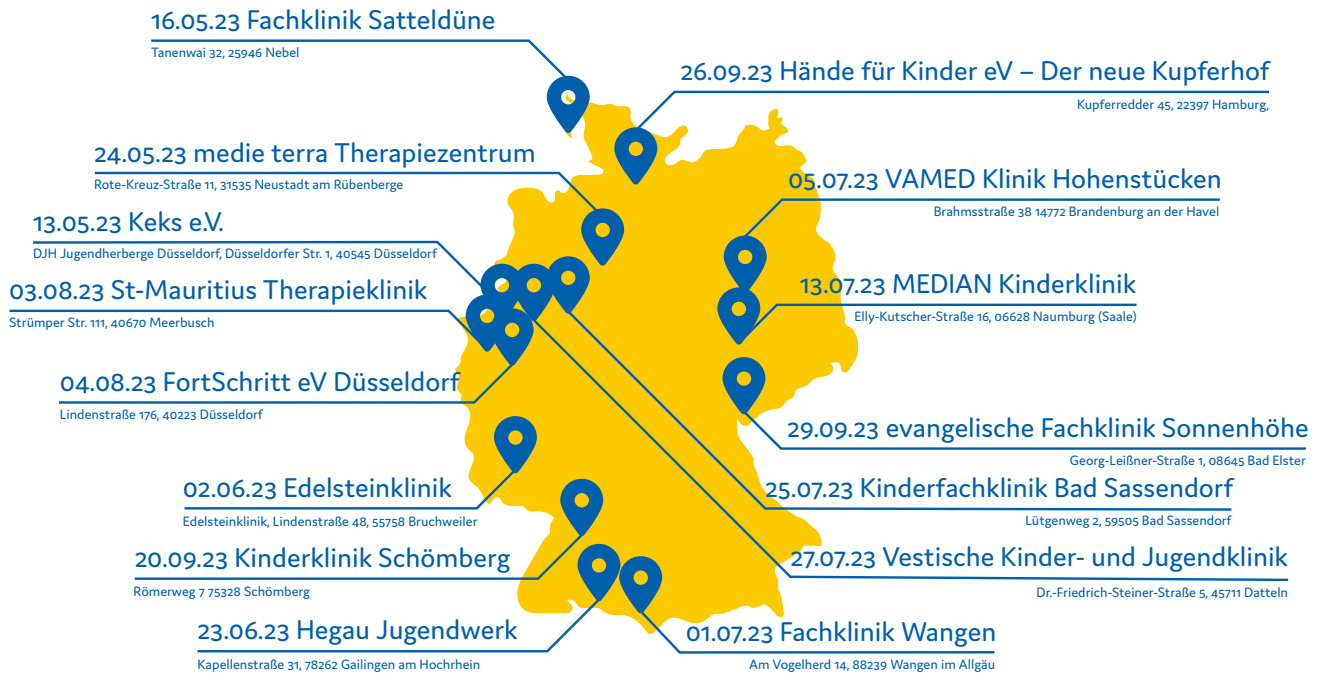 16.05.23 Fachklinik Satteldüne
Tanenwai 32, 25946 Nebel
26.09.23 Hände für Kinder eV – Der neue Kupferhof
Kupferredder 45, 22397 Hamburg,
24.05.23 medie terra Therapiezentrum
Rote-Kreuz-Straße 11, 31535 Neustadt am Rübenberge
05.07.23 VAMED Klinik Hohenstücken
Brahmsstraße 38 14772 Brandenburg an der Havel
13.05.23 Keks e.V.
DJH Jugendherberge Düsseldorf, Düsseldorfer Str. 1, 40545 Düsseldorf
03.08.23 St-Mauritius Therapieklinik
Strümper Str. 111, 40670 Meerbusch
13.07.23 MEDIAN Kinderklinik
Elly-Kutscher-Straße 16, 06628 Naumburg (Saale)
04.08.23 FortSchritt eV Düsseldorf
Lindenstraße 176, 40223 Düsseldorf
29.09.23 evangelische Fachklinik Sonnenhöhe
Georg-Leißner-Straße 1, 08645 Bad Elster
02.06.23 Edelsteinklinik
Edelsteinklinik, Lindenstraße 48, 55758 Bruchweiler
25.07.23 Kinderfachklinik Bad Sassendorf
Lütgenweg 2, 59505 Bad Sassendorf
20.09.23 Kinderklinik Schömberg
Römerweg 7 75328 Schömberg
27.07.23 Vestische Kinder- und Jugendklinik
Dr.-Friedrich-Steiner-Straße 5, 45711 Datteln
23.06.23 Hegau Jugendwerk
Kapellenstraße 31, 78262 Gailingen am Hochrhein
01.07.23 Fachklinik Wangen
Am Vogelherd 14, 88239 Wangen im Allgäu